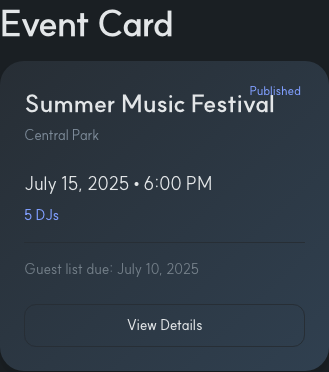 Event Card
Published
Summer Music Festival
Central Park
July 15, 2025 • 6:00 PM
5 DJs
Guest list due: July 10, 2025
View Details